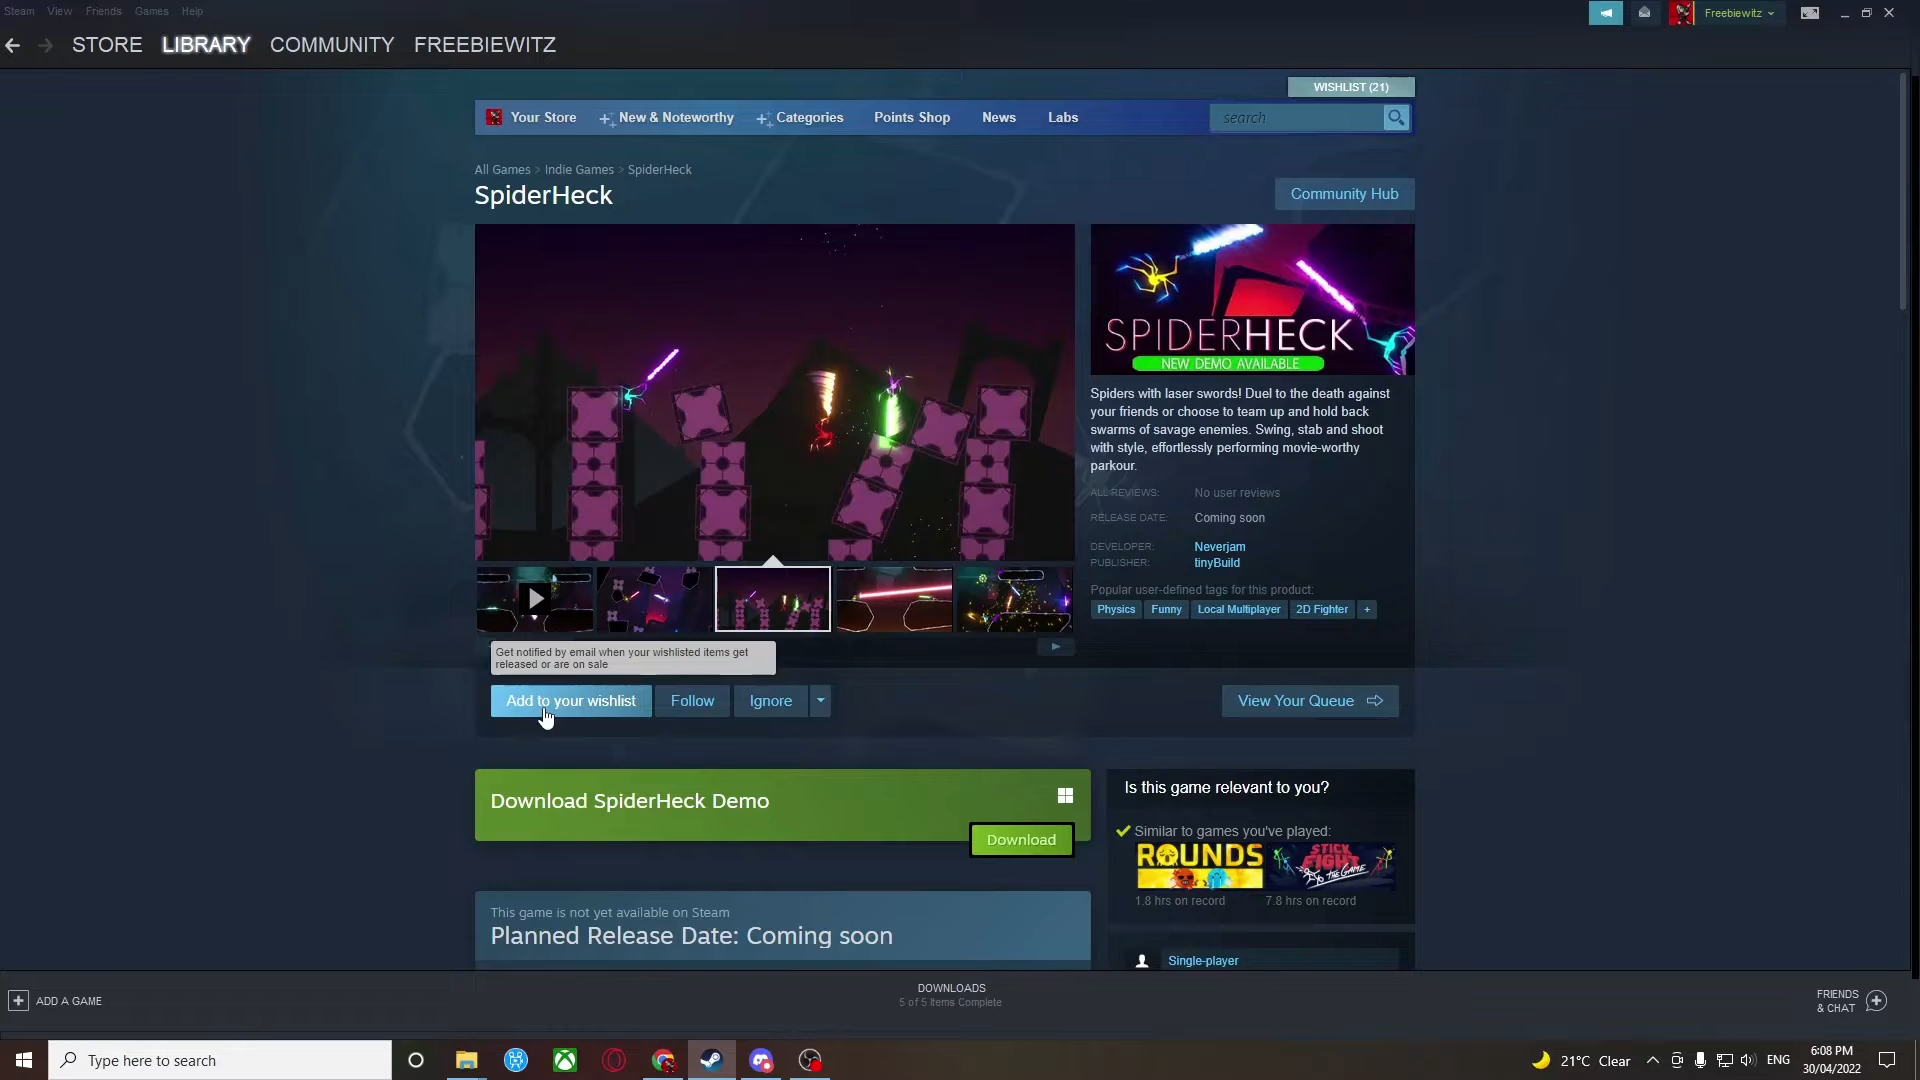 Steam View Friends Games Help
Freebiewitz
STORE LIBRARY COMMUNITY FREEBIEWITZ
WISHLIST (21)
Your Store New & Noteworthy Categories Points Shop News Labs search
All Games > Indie Games > SpiderHeck
SpiderHeck
Community Hub
SPIDERHECK
NEW DEMO AVAILABLE
Spiders with laser swords! Duel to the death against
your friends or choose to team up and hold back
swarms of savage enemies. Swing, stab and shoot
with style, effortlessly performing movie-worthy
parkour.
ALL REVIEWS: No user reviews
RELEASE DATE: Coming soon
DEVELOPER: Neverjam
PUBLISHER: tinyBuild
Popular user-defined tags for this product:
Physics Funny Local Multiplayer 2D Fighter +
Get notified by email when your wishlisted items get
released or are on sale
Add to your wishlist Follow Ignore
View Your Queue
Download SpiderHeck Demo
Download
Is this game relevant to you?
Similar to games you've played:
ROUNDS
STICK FIGHT THE GAME
1.8 hrs on record 7.8 hrs on record
This game is not yet available on Steam
Planned Release Date: Coming soon
Single-player
ADD A GAME
DOWNLOADS
5 of 5 Items Complete
FRIENDS
& CHAT
Type here to search
21°C Clear
ENG
6:08 PM
30/04/2022